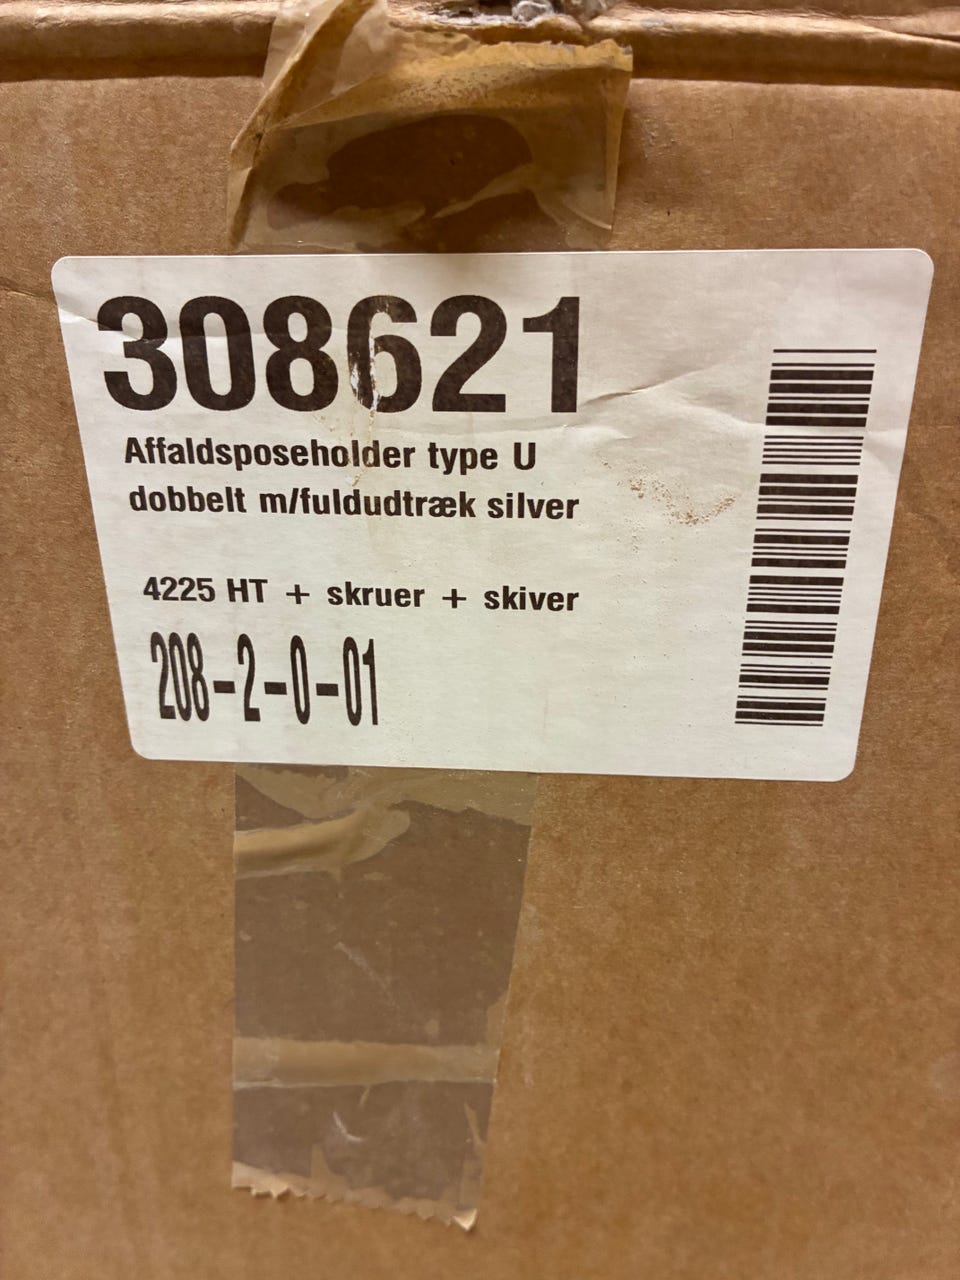 308621
Affaldsposeholder type U
dobbelt m/fuldudtræk silver
4225 HT + skruer + skiver
208-2-0-01